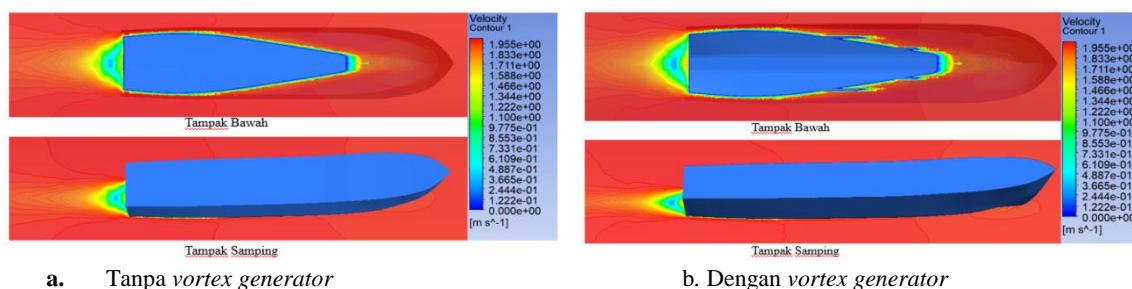 Velocity
Contour 1
1.955e+00
1.833e+00
1.711e+00
1.588e+00
1.466e+00
1.344e+00
1.222e+00
1.100e+00
9.775e-01
8.553e-01
7.331e-01
6.109e-01
4.887e-01
3.665e-01
2.444e-01
1.222e-01
0.000e+00
[m s^-1]
Tampak Bawah
Tampak Samping
a. Tanpa vortex generator
Velocity
Contour 1
1.955e+00
1.833e+00
1.711e+00
1.588e+00
1.466e+00
1.344e+00
1.222e+00
1.100e+00
9.775e-01
8.553e-01
7.331e-01
6.109e-01
4.887e-01
3.665e-01
2.444e-01
1.222e-01
0.000e+00
[m s^-1]
Tampak Bawah
Tampak Samping
b. Dengan vortex generator